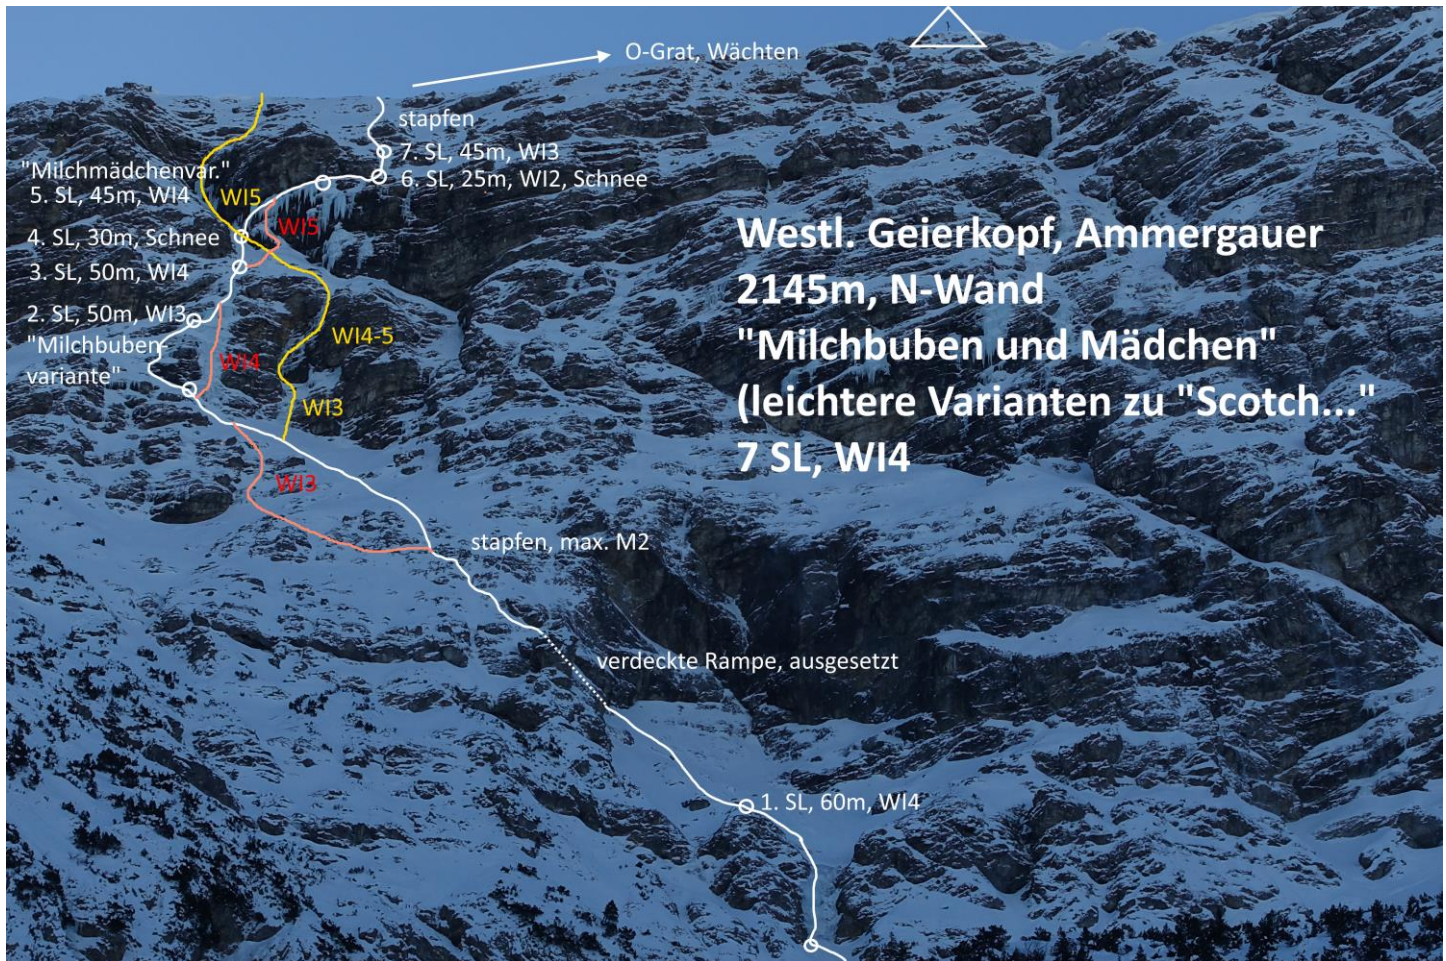 O-Grat, Wächten
stapfen
7. SL, 45m, WI3
6. SL, 25m, WI2, Schnee
"Milchmädchenvar."
5. SL, 45m, WI4
WI5
WI5
4. SL, 30m, Schnee
3. SL, 50m, WI4
2. SL, 50m, WI3
"Milchbuben-
variante"
WI4-5
WI4
WI3
WI3
Westl. Geierkopf, Ammergauer
2145m, N-Wand
"Milchbuben und Mädchen"
(leichtere Varianten zu "Scotch..."
7 SL, WI4
stapfen, max. M2
verdeckte Rampe, ausgesetzt
1. SL, 60m, WI4